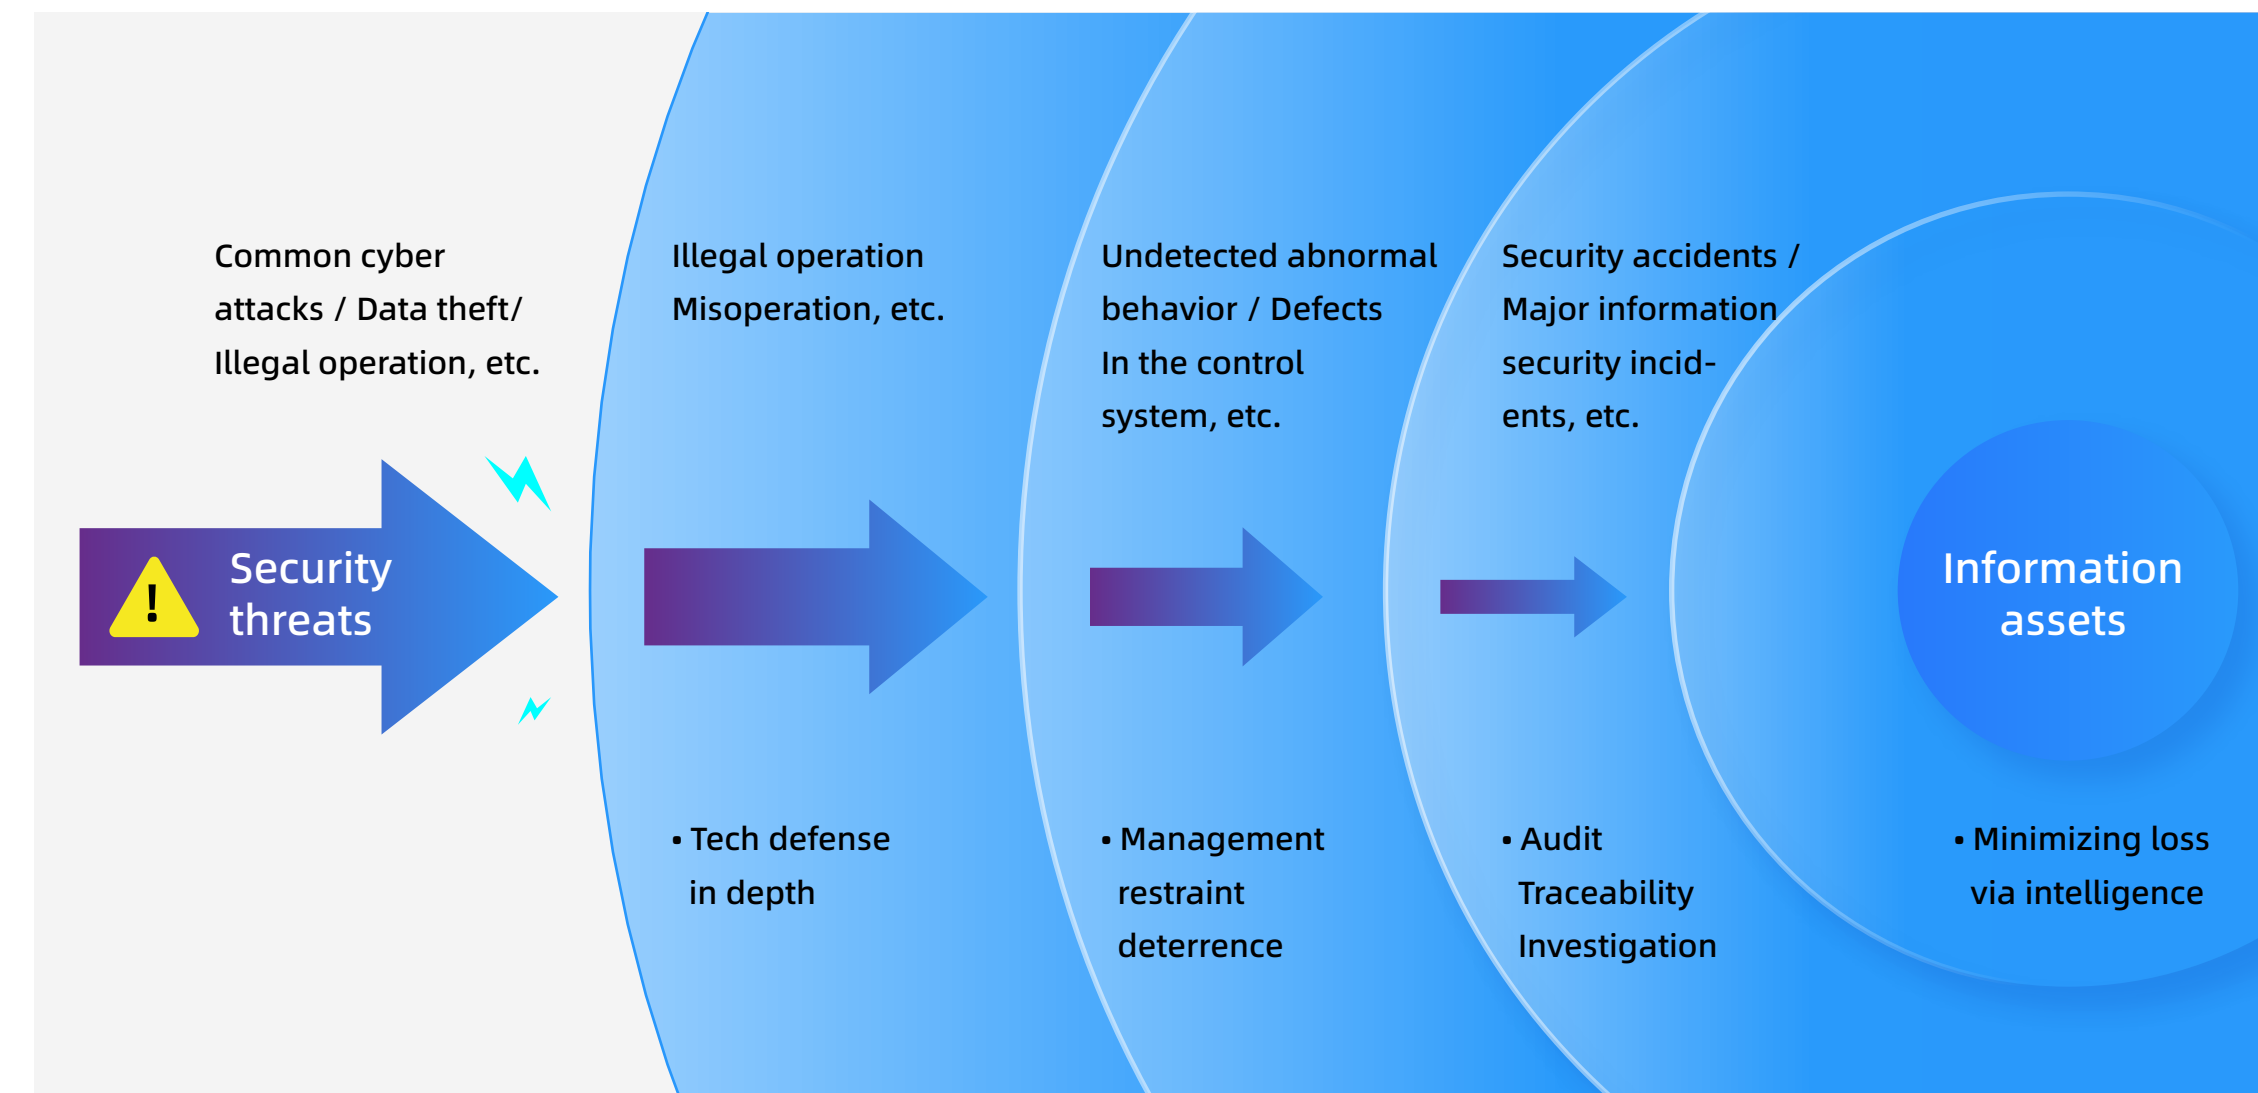 Common cyber
attacks / Data theft/
Illegal operation, etc.
Illegal operation
Misoperation, etc.
Undetected abnormal
behavior / Defects
In the control
system, etc.
Security accidents /
Major information
security incid-
ents, etc.
!
Security
threats
Information
assets
• Tech defense
in depth
• Management
restraint
deterrence
• Audit
Traceability
Investigation
• Minimizing loss
via intelligence